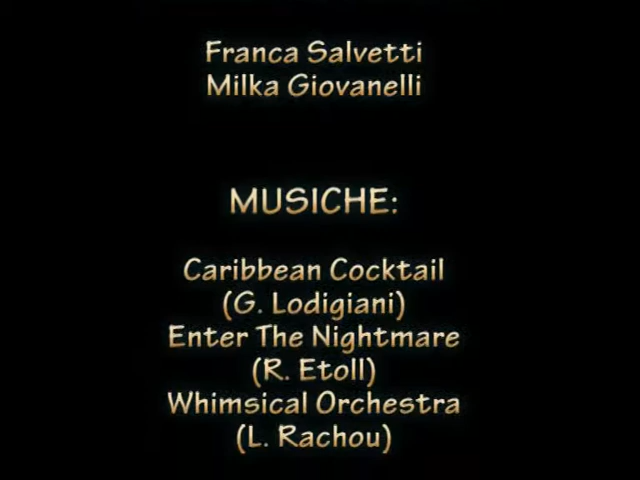 Franca Salvetti
Milka Giovanelli
MUSICHE:
Caribbean Cocktail
(G. Lodigiani)
Enter The Nightmare
(R. Etoll)
Whimsical Orchestra
(L. Rachou)